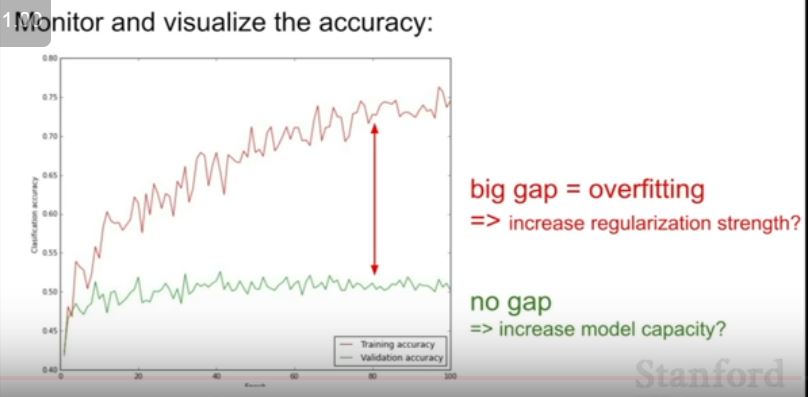 1.00
Monitor and visualize the accuracy:
0.80
0.75
0.70
0.65
0.60
0.55
0.50
0.45
0.40
Classification accuracy
big gap = overfitting
=> increase regularization strength?
no gap
=> increase model capacity?
Training accuracy
Validation accuracy
0 20 40 60 80 100
Epoch
Stanford